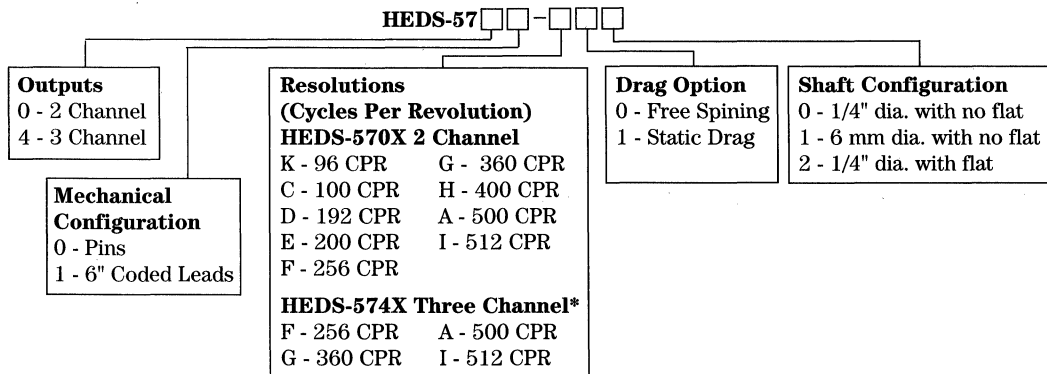 HEDS-57□□-□□□
Outputs
0 - 2 Channel
4 - 3 Channel
Mechanical
Configuration
0 - Pins
1 - 6" Coded Leads
Resolutions
(Cycles Per Revolution)
HEDS-570X 2 Channel
K - 96 CPR G - 360 CPR
C - 100 CPR H - 400 CPR
D - 192 CPR A - 500 CPR
E - 200 CPR I - 512 CPR
F - 256 CPR
HEDS-574X Three Channel*
F - 256 CPR A - 500 CPR
G - 360 CPR I - 512 CPR
Drag Option
0 - Free Spining
1 - Static Drag
Shaft Configuration
0 - 1/4" dia. with no flat
1 - 6 mm dia. with no flat
2 - 1/4" dia. with flat